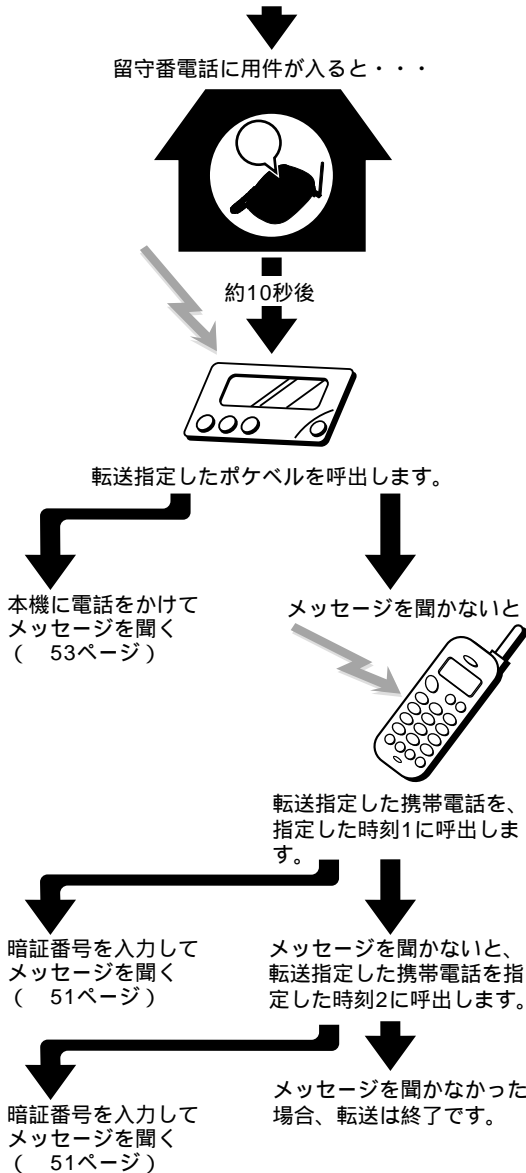 留守番電話に用件が入ると・・・
約10秒後
転送指定したポケベルを呼出します。
本機に電話をかけて
メッセージを聞く
（　53ページ）
メッセージを聞かないと
転送指定した携帯電話を、
指定した時刻1に呼出しま
す。
暗証番号を入力して
メッセージを聞く
（　51ページ）
メッセージを聞かないと、
転送指定した携帯電話を指
定した時刻2に呼出します。
暗証番号を入力して
メッセージを聞く
（　51ページ）
メッセージを聞かなかった
場合、転送は終了です。